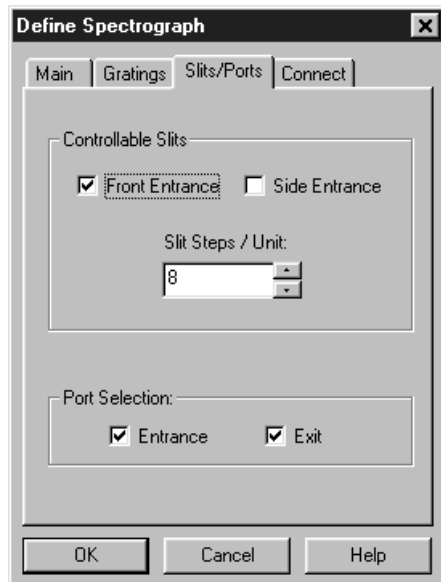 Define Spectrograph
Main Gratings Slits/Ports Connect
Controllable Slits
Front Entrance Side Entrance
Slit Steps / Unit:
8
Port Selection:
Entrance Exit
OK Cancel Help